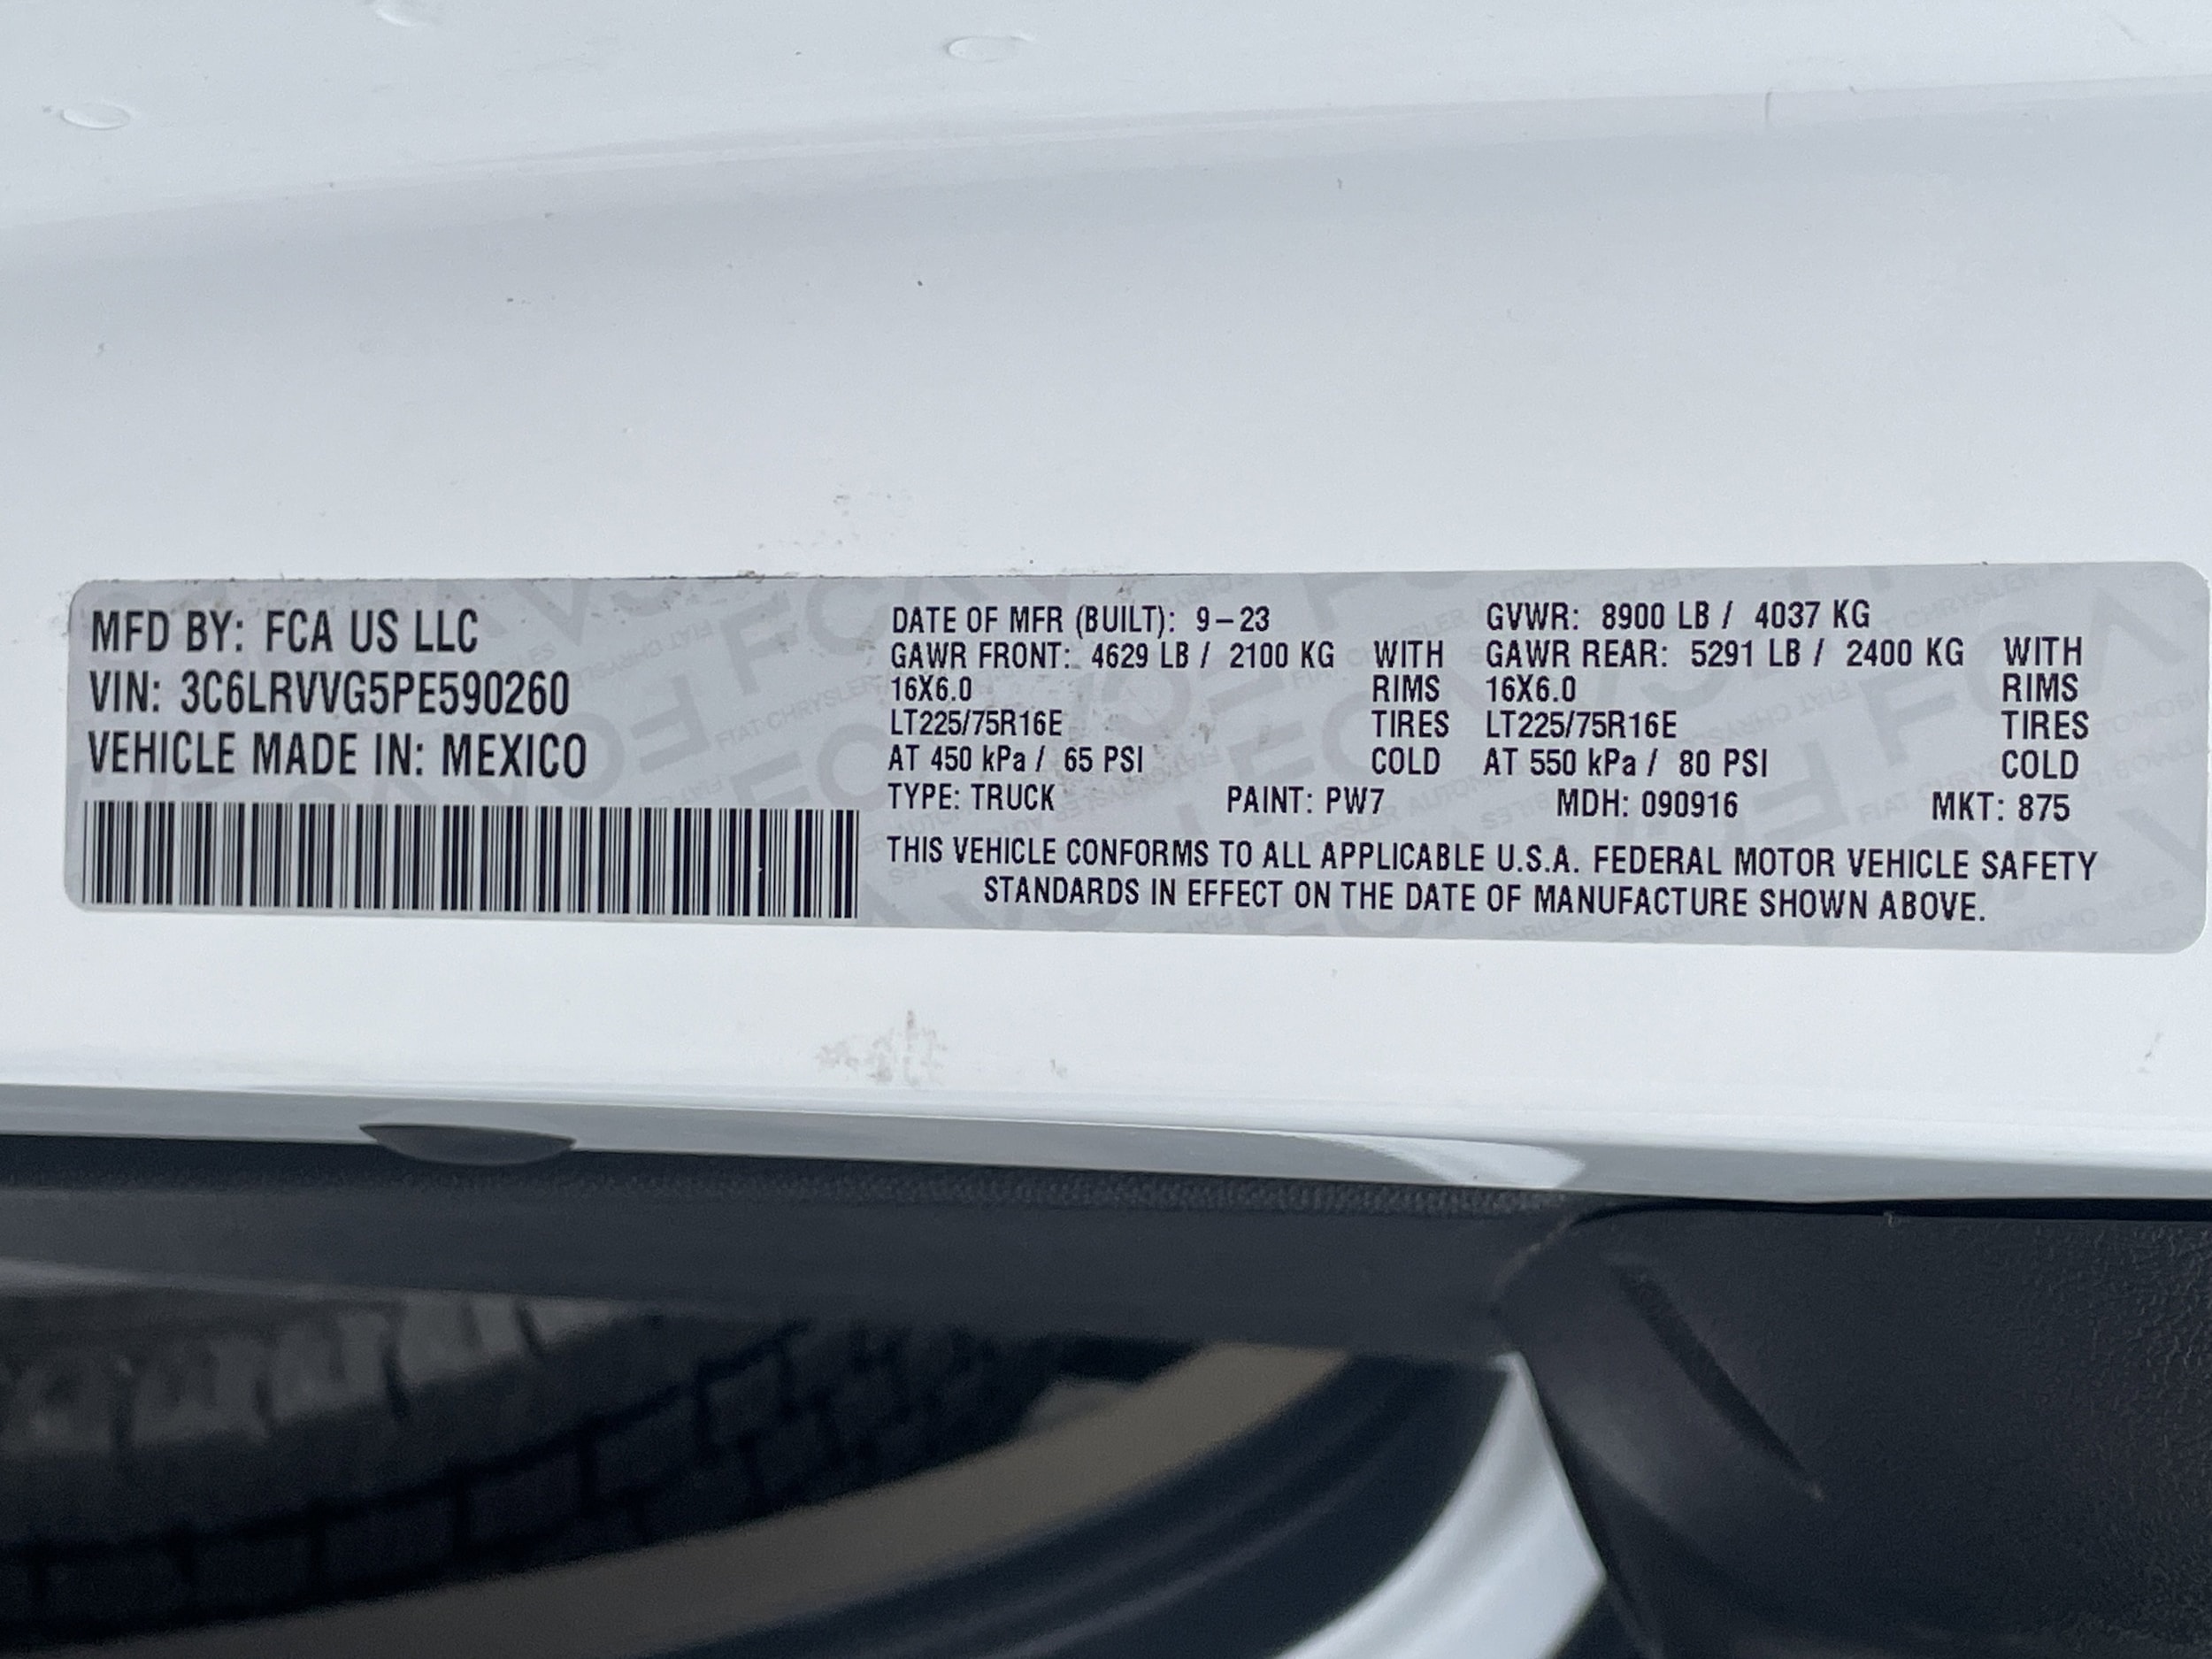 MFD BY: FCA US LLC
VIN: 3C6LRVVG5PE590260
VEHICLE MADE IN: MEXICO
DATE OF MFR (BUILT): 9-23 GVWR: 8900 LB / 4037 KG
GAWR FRONT: 4629 LB / 2100 KG WITH GAWR REAR: 5291 LB / 2400 KG WITH
16X6.0 RIMS 16X6.0 RIMS
LT225/75R16E TIRES LT225/75R16E TIRES
AT 450 kPa / 65 PSI COLD AT 550 kPa / 80 PSI COLD
TYPE: TRUCK PAINT: PW7 MDH: 090916 MKT: 875
THIS VEHICLE CONFORMS TO ALL APPLICABLE U.S.A. FEDERAL MOTOR VEHICLE SAFETY
STANDARDS IN EFFECT ON THE DATE OF MANUFACTURE SHOWN ABOVE.